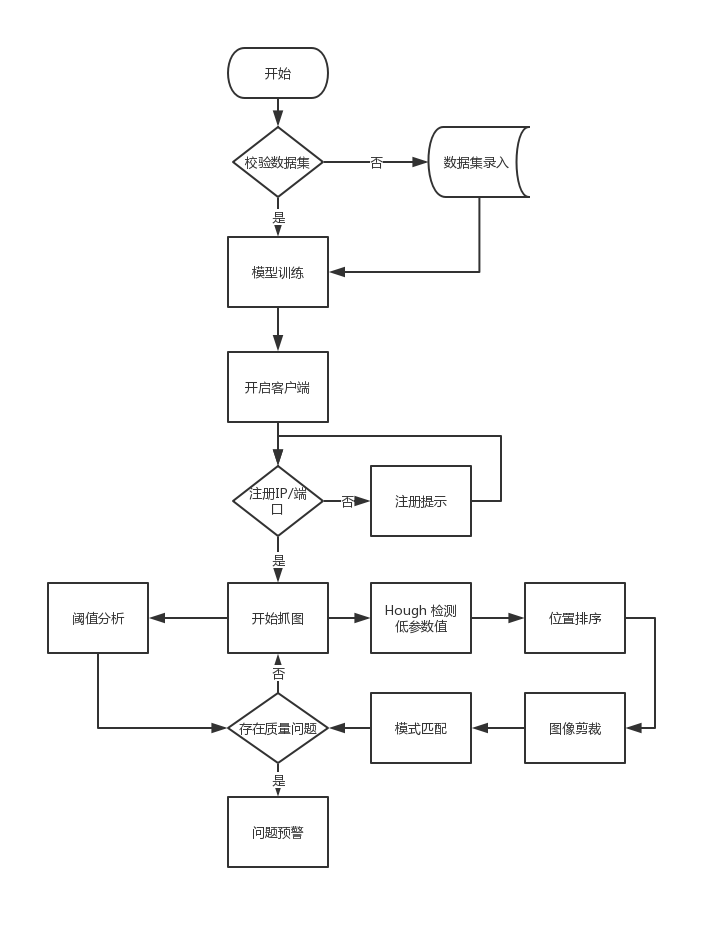 开始
校验数据集
否
数据集录入
是
模型训练
开启客户端
注册IP/端
口
否
注册提示
是
阈值分析
开始抓图
Hough 检测
低参数值
位置排序
否
存在质量问题
模式匹配
图像剪裁
是
问题预警